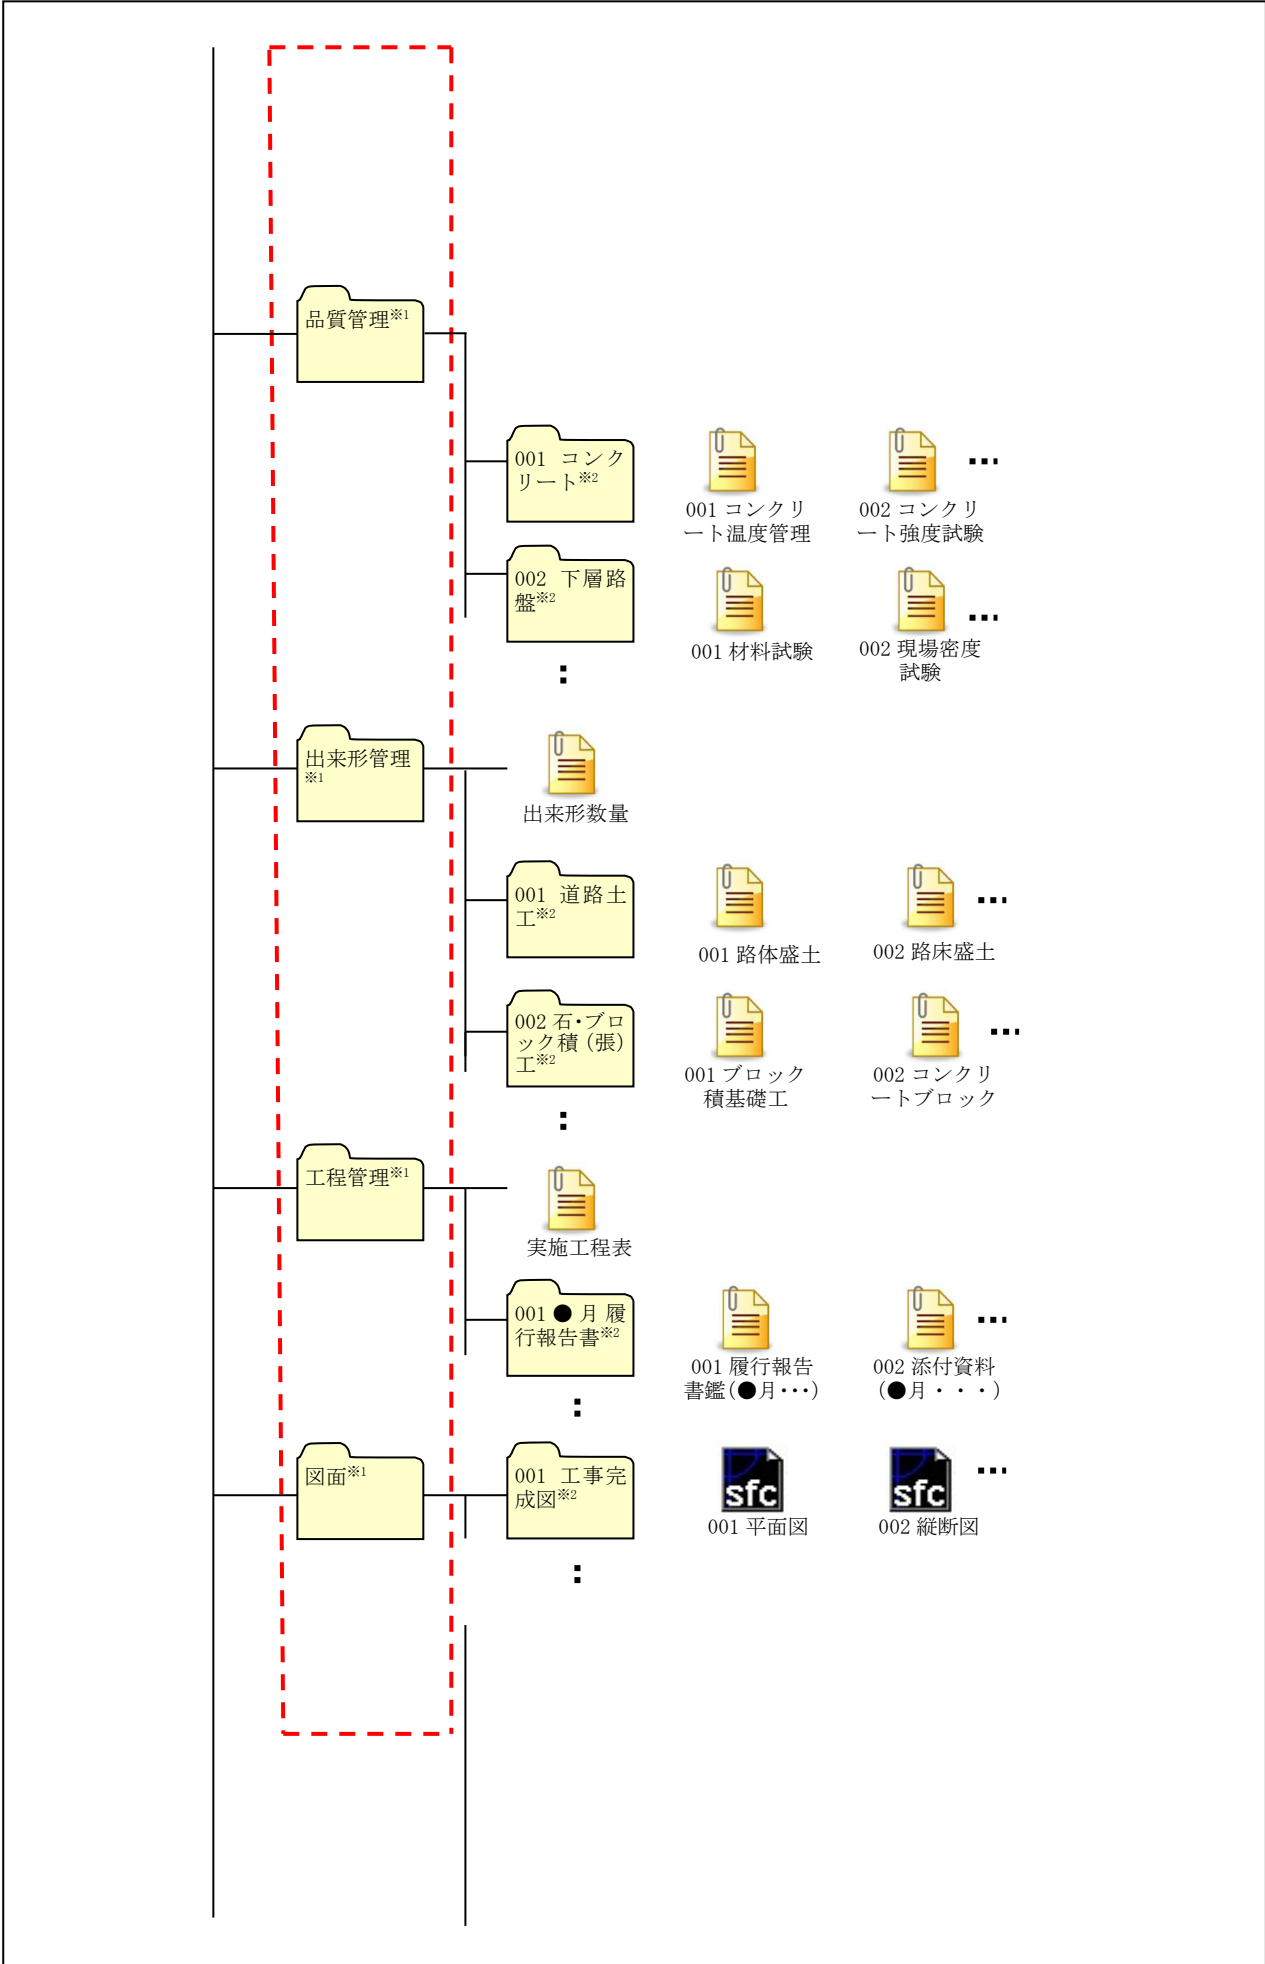 品質管理※1
001 コンク
リート※2
001 コンクリ
ート温度管理
002 コンクリ
ート強度試験
…
002 下層路
盤※2
001 材料試験
002 現場密度
試験
…
:
出来形管理
※1
出来形数量
001 道路土
工※2
001 路体盛土
002 路床盛土
…
002 石・ブロ
ック積(張)
工※2
001 ブロック
積基礎工
002 コンクリ
ートブロック
…
:
工程管理※1
実施工程表
001 ●月履
行報告書※2
001 履行報告
書鑑(●月・・・)
002 添付資料
(●月・・・)
…
:
図面※1
001 工事完
成図※2
sfc
001 平面図
sfc
002 縦断図
…
: